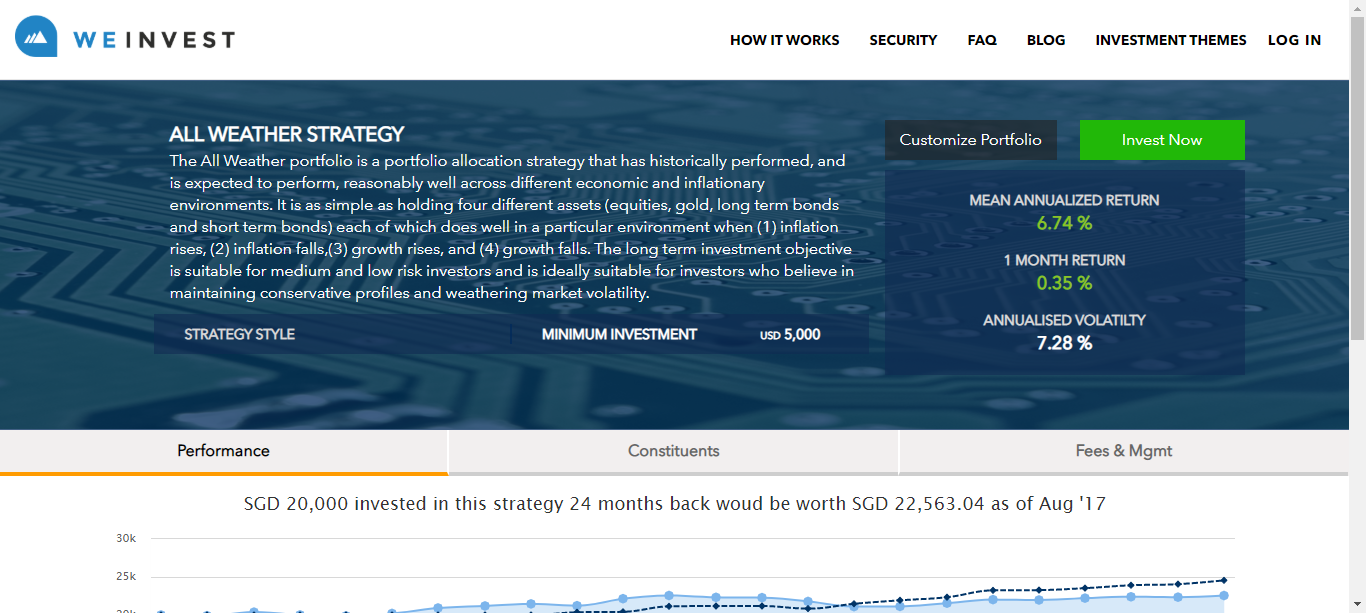 WEINVEST
HOW IT WORKS SECURITY FAQ BLOG INVESTMENT THEMES LOG IN
ALL WEATHER STRATEGY
The All Weather portfolio is a portfolio allocation strategy that has historically performed, and
is expected to perform, reasonably well across different economic and inflationary
environments. It is as simple as holding four different assets (equities, gold, long term bonds
and short term bonds) each of which does well in a particular environment when (1) inflation
rises, (2) inflation falls,(3) growth rises, and (4) growth falls. The long term investment objective
is suitable for medium and low risk investors and is ideally suitable for investors who believe in
maintaining conservative profiles and weathering market volatility.
STRATEGY STYLE MINIMUM INVESTMENT USD 5,000
Customize Portfolio Invest Now
MEAN ANNUALIZED RETURN
6.74 %
1 MONTH RETURN
0.35 %
ANNUALISED VOLATILTY
7.28 %
Performance Constituents Fees & Mgmt
SGD 20,000 invested in this strategy 24 months back woud be worth SGD 22,563.04 as of Aug '17
30k
25k